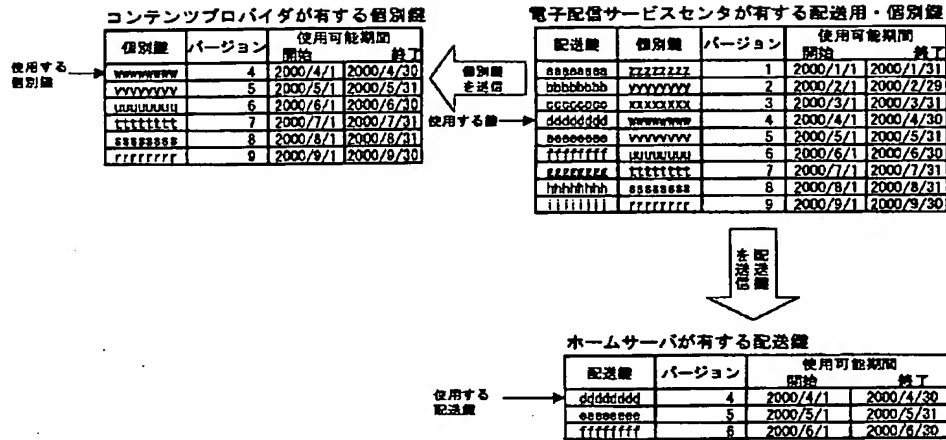 コンテンツプロバイダが有する個別鍵
個別鍵 バージョン 使用可能期間
開始 終了
wwwwwwww 4 2000/4/1 2000/4/30
vvvvvvvv 5 2000/5/1 2000/5/31
uuuuuuuu 6 2000/6/1 2000/6/30
tttttttt 7 2000/7/1 2000/7/31
ssssssss 8 2000/8/1 2000/8/31
rrrrrrrr 9 2000/9/1 2000/9/30
使用する
個別鍵
個別鍵
を送信
電子配信サービスセンタが有する配送用・個別鍵
配送鍵 個別鍵 バージョン 使用可能期間
開始 終了
aaaaaaaa zzzzzzzz 1 2000/1/1 2000/1/31
bbbbbbbb yyyyyyyy 2 2000/2/1 2000/2/29
cccccccc xxxxxxxx 3 2000/3/1 2000/3/31
dddddddd wwwwwwww 4 2000/4/1 2000/4/30
eeeeeeee vvvvvvvv 5 2000/5/1 2000/5/31
ffffffff uuuuuuuu 6 2000/6/1 2000/6/30
gggggggg tttttttt 7 2000/7/1 2000/7/31
hhhhhhhh ssssssss 8 2000/8/1 2000/8/31
iiiiiiii rrrrrrrr 9 2000/9/1 2000/9/30
使用する鍵
配送鍵
を送信
ホームサーバが有する配送鍵
配送鍵 バージョン 使用可能期間
開始 終了
dddddddd 4 2000/4/1 2000/4/30
eeeeeeee 5 2000/5/1 2000/5/31
ffffffff 6 2000/6/1 2000/6/30
使用する
配送鍵